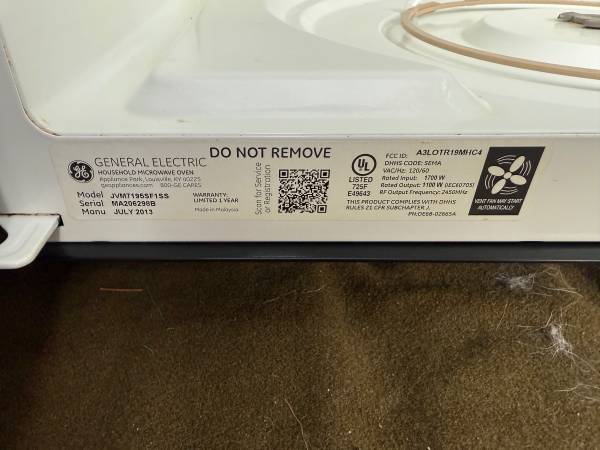 DO NOT REMOVE
GE
GENERAL ELECTRIC
HOUSEHOLD MICROWAVE OVEN
Appliance Park, Louisville, KY 40225
geappliances.com 800-GE CARES
Model JVM7195SF1SS
Serial MA206298B
Manu JULY 2013
WARRANTY:
LIMITED 1 YEAR
Made in Malaysia
Scan for Service
or Registration
UL
LISTED
725F
E49643
FCC ID: A3LOTR19MHC4
DHHS CODE: SEMA
VAC/Hz: 120/60
Rated Input: 1700 W
Rated Output: 1100 W (IEC60705)
RF Output Frequency: 2450MHz
THIS PRODUCT COMPLIES WITH DHHS
RULES 21 CFR SUBCHAPTER J.
PN:DE68-02665A
VENT FAN MAY START
AUTOMATICALLY